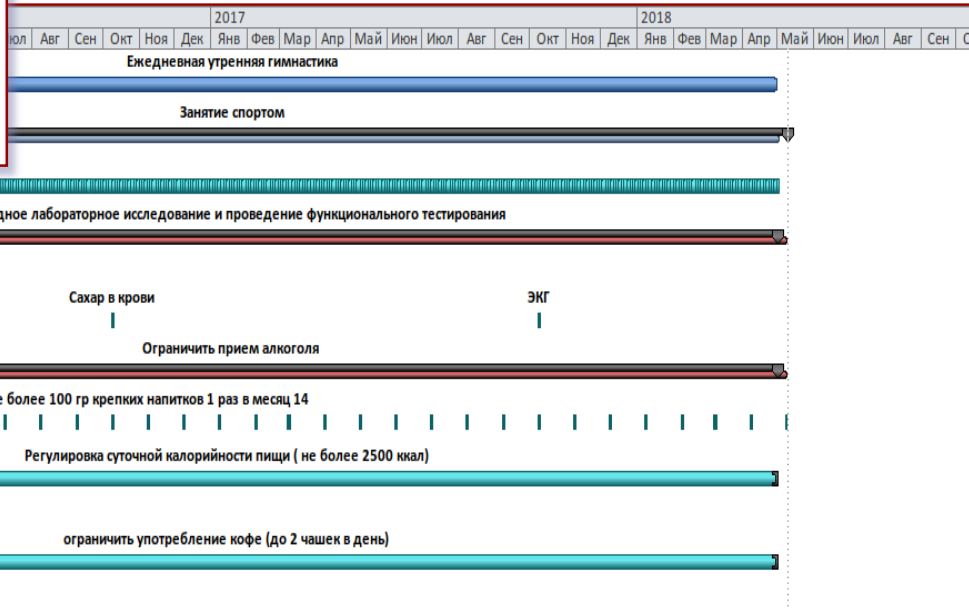 2017 2018
юл Авг Сен Окт Ноя Дек Янв Фев Мар Апр Май Июн Июл Авг Сен Окт Ноя Дек Янв Фев Мар Апр Май Июн Июл Авг Сен
Ежедневная утренняя гимнастика
Занятие спортом
дное лабораторное исследование и проведение функционального тестирования
Сахар в крови ЭКГ
Ограничить прием алкоголя
е более 100 гр крепких напитков 1 раз в месяц 14
Регулировка суточной калорийности пищи ( не более 2500 ккал)
ограничить употребление кофе (до 2 чашек в день)